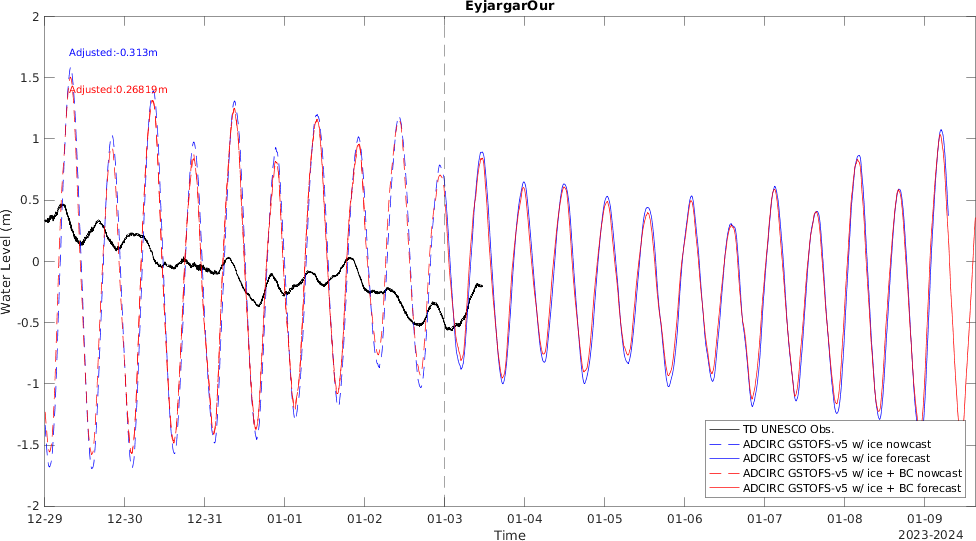 EyjargarOur
Adjusted:-0.313m
Adjusted:0.26819m
Water Level (m)
2
1.5
1
0.5
0
-0.5
-1
-1.5
-2
TD UNESCO Obs.
ADCIRC GSTOFS-v5 w/ ice nowcast
ADCIRC GSTOFS-v5 w/ ice forecast
ADCIRC GSTOFS-v5 w/ ice + BC nowcast
ADCIRC GSTOFS-v5 w/ ice + BC forecast
12-29 12-30 12-31 01-01 01-02 01-03 01-04 01-05 01-06 01-07 01-08 01-09
Time
2023-2024